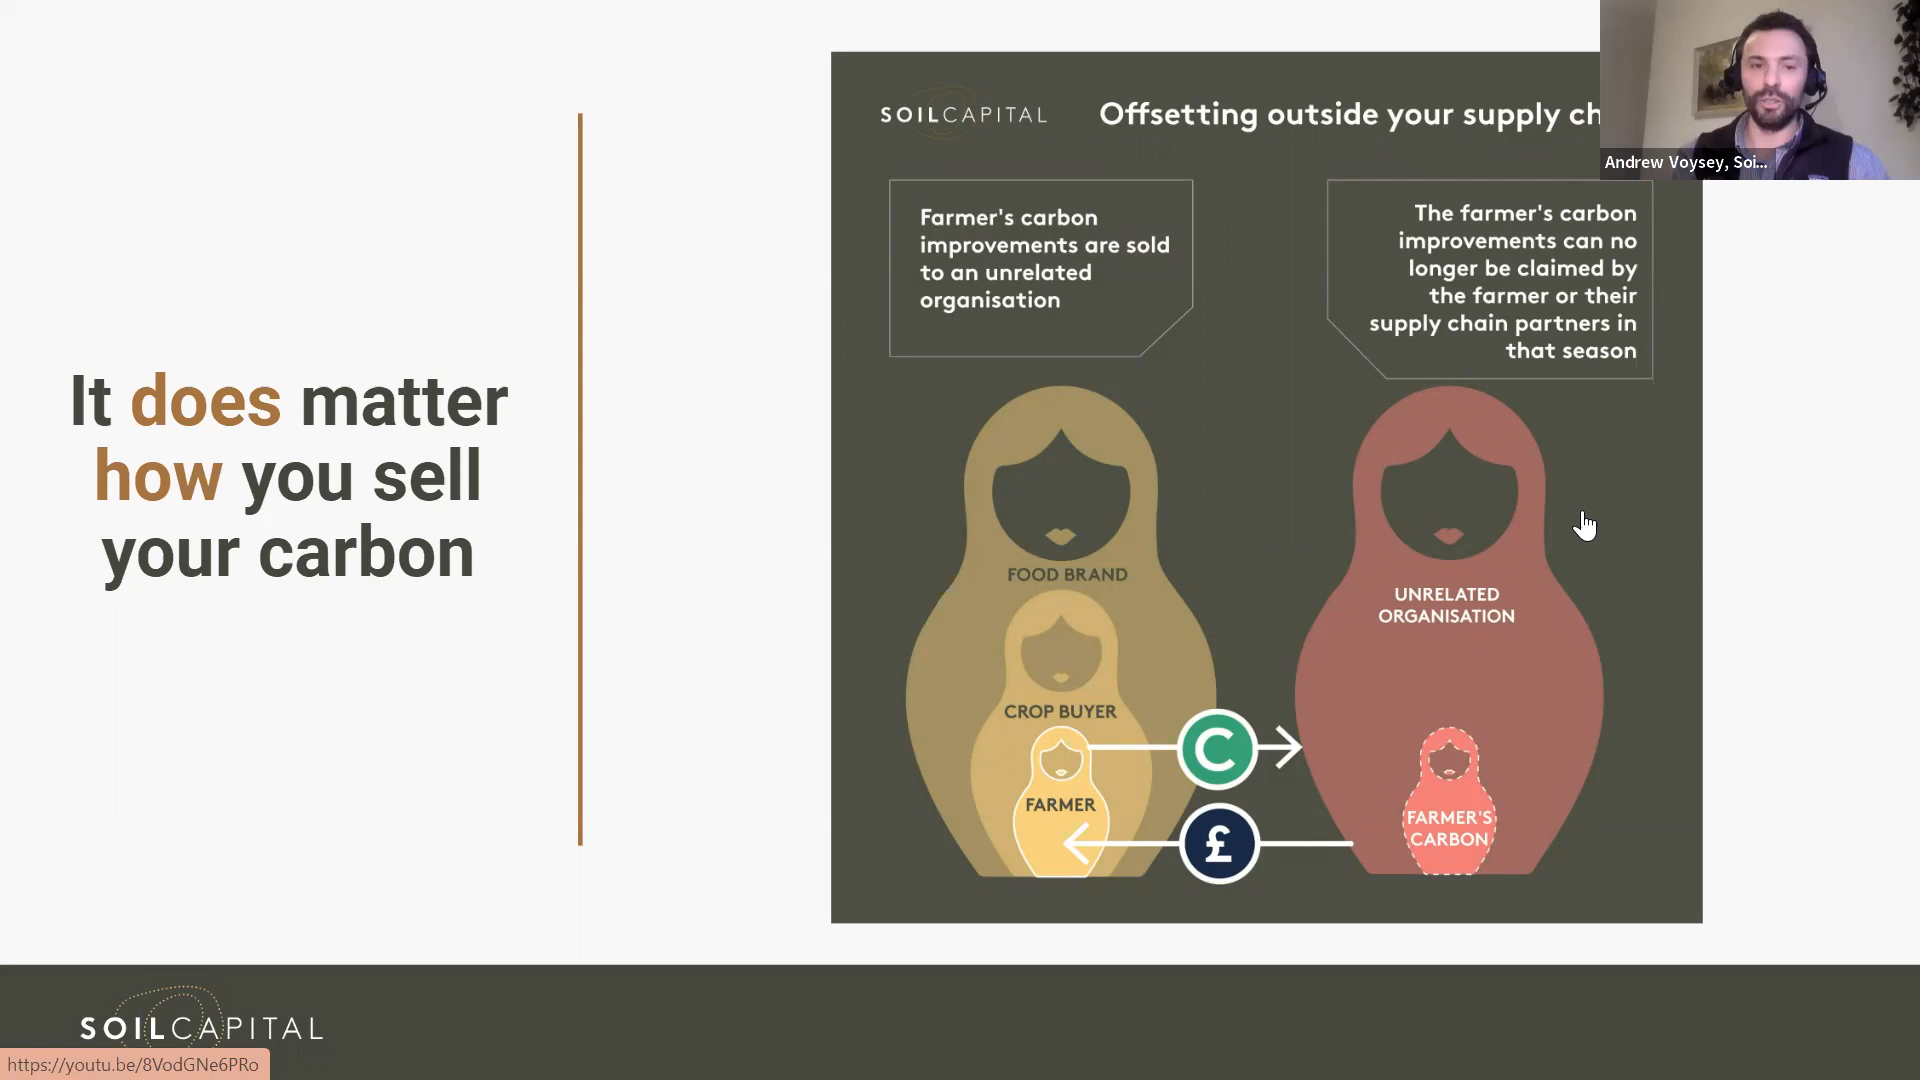 It does matter
how you sell
your carbon
SOILCAPITAL
Offsetting outside your supply ch
Andrew Voysey, Soi...
Farmer's carbon
improvements are sold
to an unrelated
organisation
The farmer's carbon
improvements can no
longer be claimed by
the farmer or their
supply chain partners in
that season
FOOD BRAND
CROP BUYER
FARMER
C
£
UNRELATED
ORGANISATION
FARMER'S
CARBON
SOILCAPITAL
https://youtu.be/8VodGNe6PRo